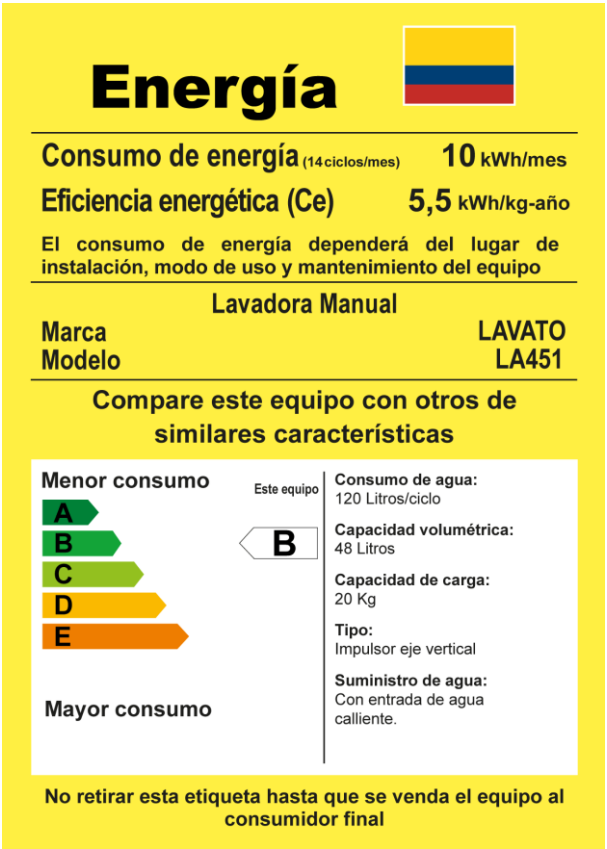 Energía
Consumo de energía (14 ciclos/mes) 10 kWh/mes
Eficiencia energética (Ce) 5,5 kWh/kg-año
El consumo de energía dependerá del lugar de
instalación, modo de uso y mantenimiento del equipo
Lavadora Manual
Marca LAVATO
Modelo LA451
Compare este equipo con otros de
similares características
Menor consumo
Este equipo
A
B
B
C
D
E
Mayor consumo
Consumo de agua:
120 Litros/ciclo
Capacidad volumétrica:
48 Litros
Capacidad de carga:
20 Kg
Tipo:
Impulsor eje vertical
Suministro de agua:
Con entrada de agua
calliente.
No retirar esta etiqueta hasta que se venda el equipo al
consumidor final